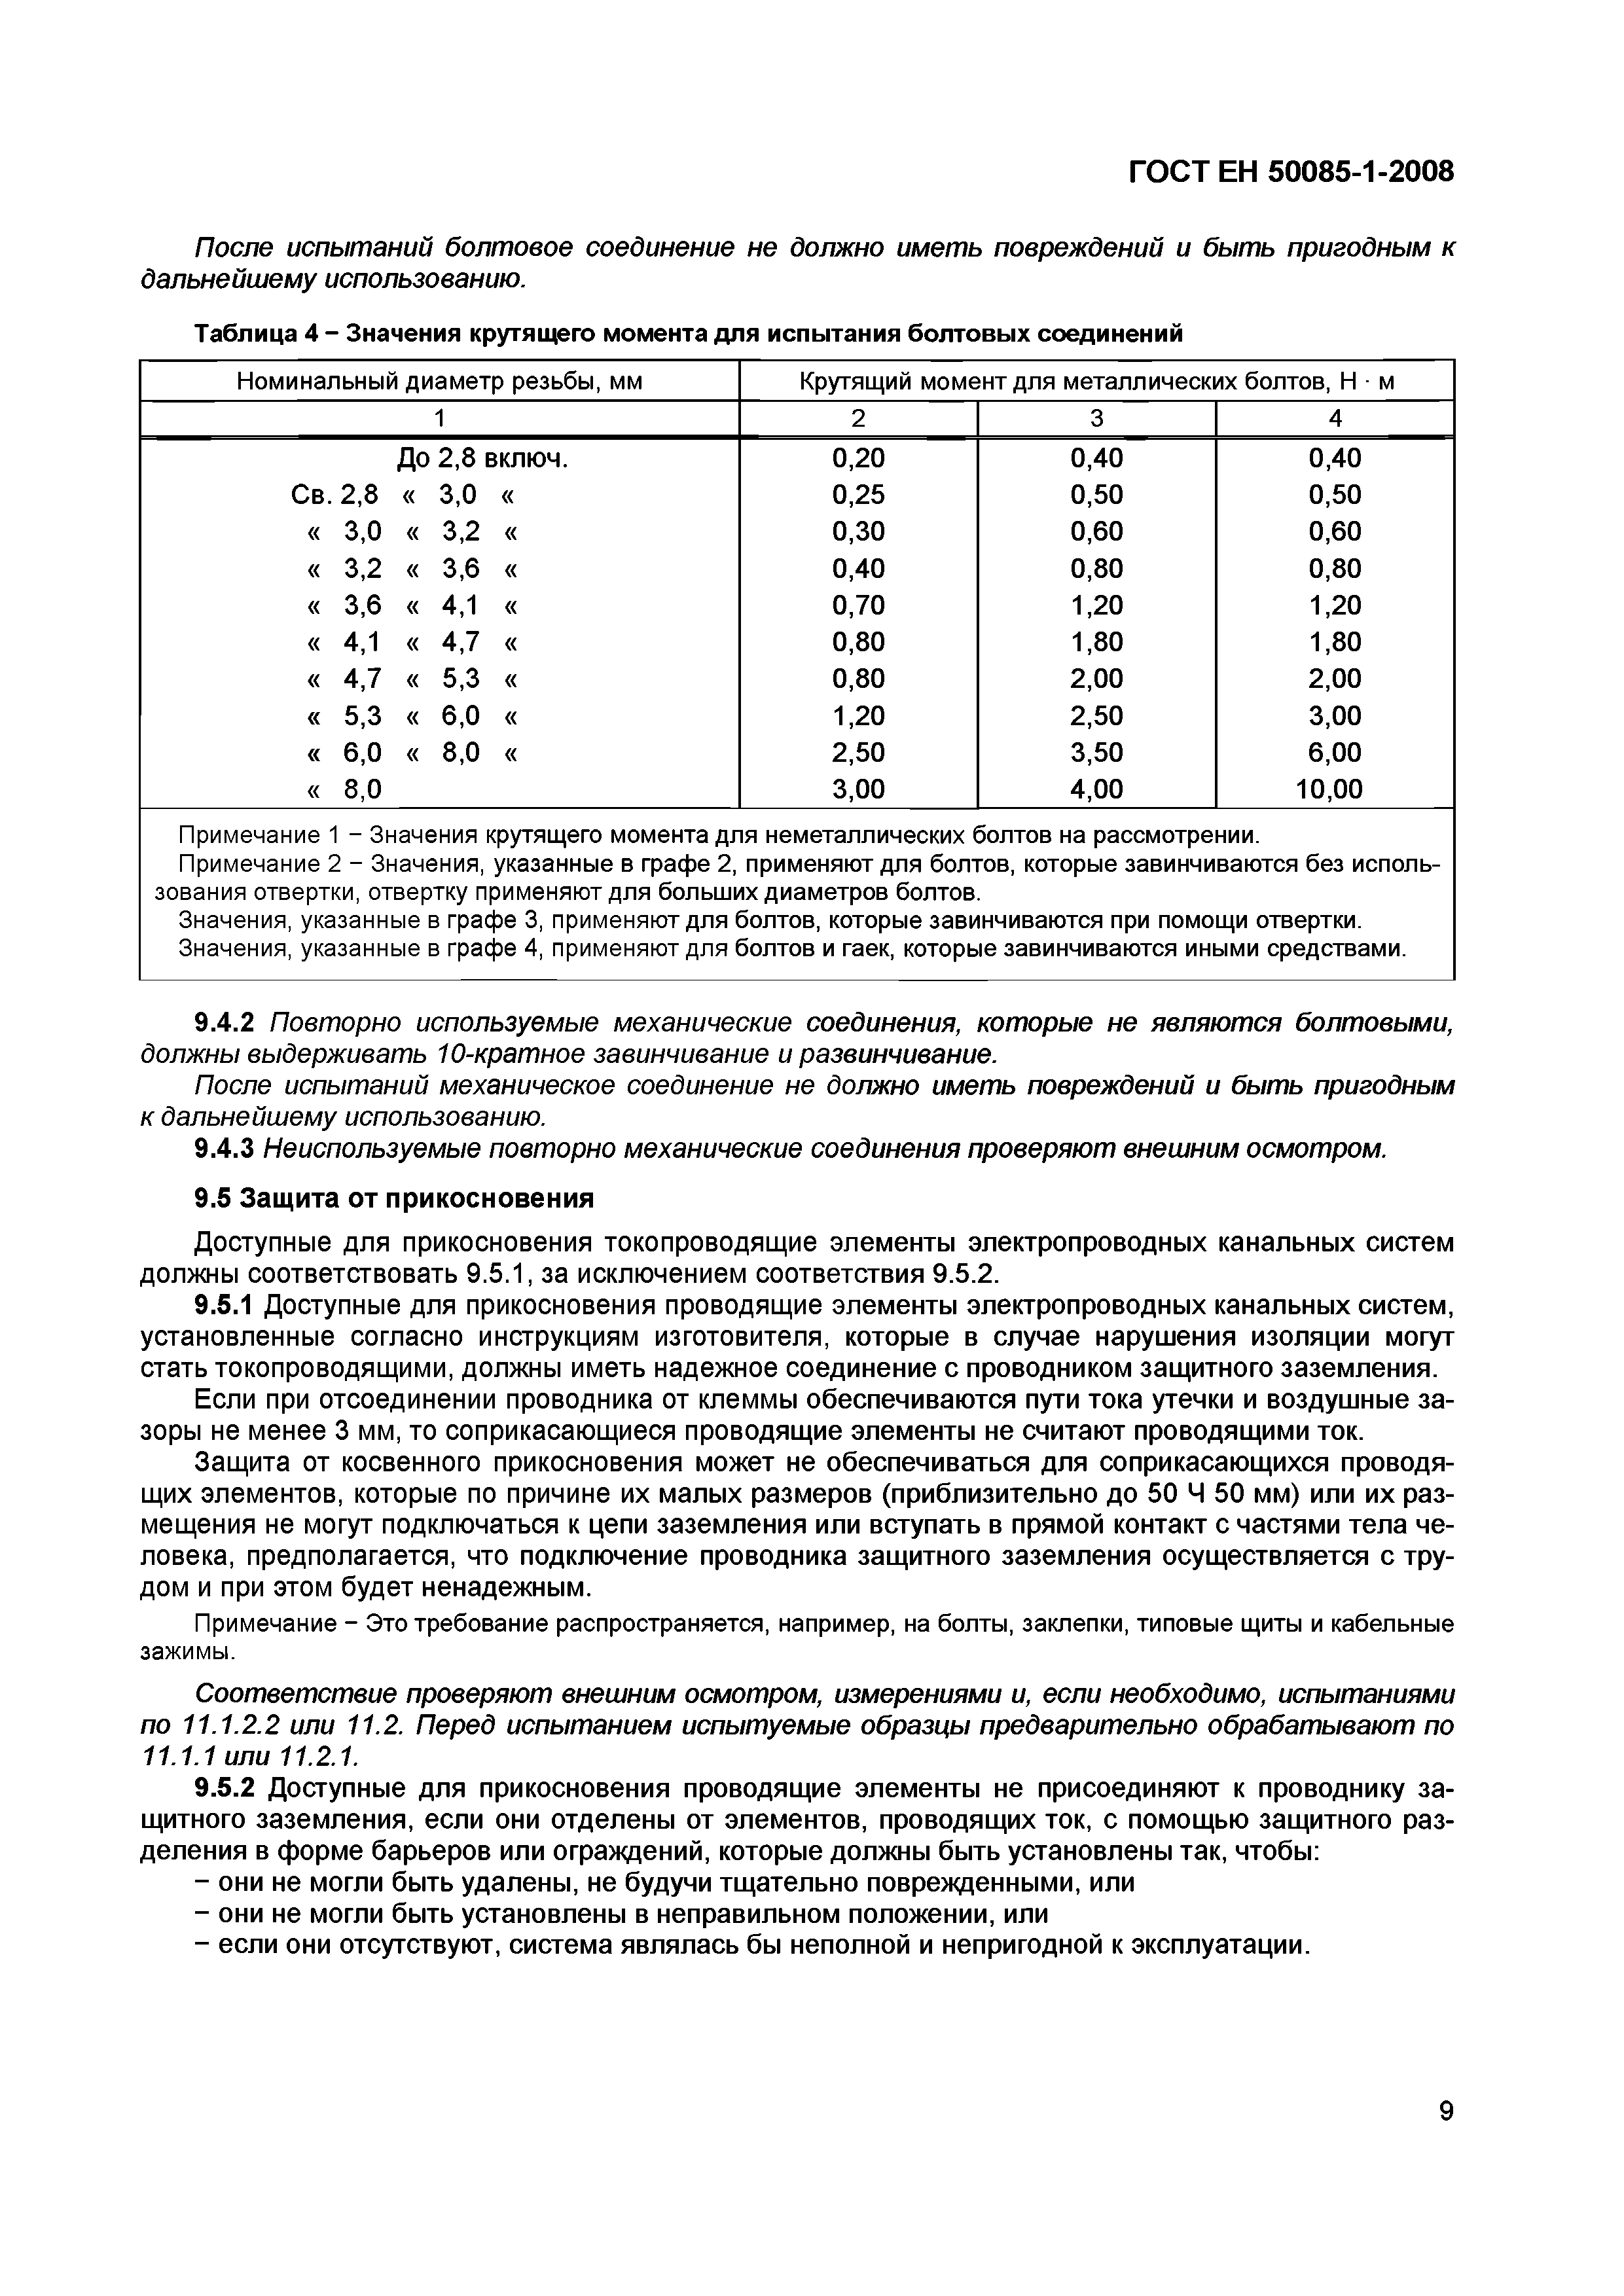 ГОСТ ЕН 50085-1-2008
После испытаний болтовое соединение не должно иметь повреждений и быть пригодным к
дальнейшему использованию.
Таблица 4 – Значения крутящего момента для испытания болтовых соединений
Номинальный диаметр резьбы, мм Крутящий момент для металлических болтов, Н · м
1 2 3 4
До 2,8 включ. 0,20 0,40 0,40
Св. 2,8 « 3,0 « 0,25 0,50 0,50
« 3,0 « 3,2 « 0,30 0,60 0,60
« 3,2 « 3,6 « 0,40 0,80 0,80
« 3,6 « 4,1 « 0,70 1,20 1,20
« 4,1 « 4,7 « 0,80 1,80 1,80
« 4,7 « 5,3 « 0,80 2,00 2,00
« 5,3 « 6,0 « 1,20 2,50 3,00
« 6,0 « 8,0 « 2,50 3,50 6,00
« 8,0 3,00 4,00 10,00
Примечание 1 – Значения крутящего момента для неметаллических болтов на рассмотрении.
Примечание 2 – Значения, указанные в графе 2, применяют для болтов, которые завинчиваются без исполь-
зования отвертки, отвертку применяют для больших диаметров болтов.
Значения, указанные в графе 3, применяют для болтов, которые завинчиваются при помощи отвертки.
Значения, указанные в графе 4, применяют для болтов и гаек, которые завинчиваются иными средствами.
9.4.2 Повторно используемые механические соединения, которые не являются болтовыми,
должны выдерживать 10-кратное завинчивание и развинчивание.
После испытаний механическое соединение не должно иметь повреждений и быть пригодным
к дальнейшему использованию.
9.4.3 Неиспользуемые повторно механические соединения проверяют внешним осмотром.
9.5 Защита от прикосновения
Доступные для прикосновения токопроводящие элементы электропроводных канальных систем
должны соответствовать 9.5.1, за исключением соответствия 9.5.2.
9.5.1 Доступные для прикосновения проводящие элементы электропроводных канальных систем,
установленные согласно инструкциям изготовителя, которые в случае нарушения изоляции могут
стать токопроводящими, должны иметь надежное соединение с проводником защитного заземления.
Если при отсоединении проводника от клеммы обеспечиваются пути тока утечки и воздушные за-
зоры не менее 3 мм, то соприкасающиеся проводящие элементы не считают проводящими ток.
Защита от косвенного прикосновения может не обеспечиваться для соприкасающихся проводя-
щих элементов, которые по причине их малых размеров (приблизительно до 50 Ч 50 мм) или их раз-
мещения не могут подключаться к цепи заземления или вступать в прямой контакт с частями тела че-
ловека, предполагается, что подключение проводника защитного заземления осуществляется с тру-
дом и при этом будет ненадежным.
Примечание – Это требование распространяется, например, на болты, заклепки, типовые щиты и кабельные
зажимы.
Соответствие проверяют внешним осмотром, измерениями и, если необходимо, испытаниями
по 11.1.2.2 или 11.2. Перед испытанием испытуемые образцы предварительно обрабатывают по
11.1.1 или 11.2.1.
9.5.2 Доступные для прикосновения проводящие элементы не присоединяют к проводнику за-
щитного заземления, если они отделены от элементов, проводящих ток, с помощью защитного раз-
деления в форме барьеров или ограждений, которые должны быть установлены так, чтобы:
– они не могли быть удалены, не будучи тщательно поврежденными, или
– они не могли быть установлены в неправильном положении, или
– если они отсутствуют, система являлась бы неполной и непригодной к эксплуатации.
9